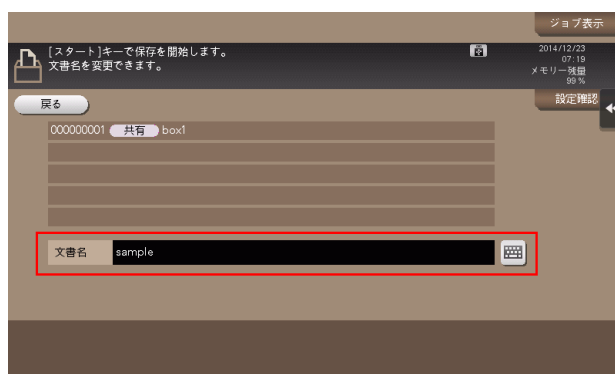 ジョブ表示
[スタート]キーで保存を開始します。
文書名を変更できます。
2014/12/23
07:19
メモリー残量
99 %
戻る
設定確認
000000001 共有 box1
文書名 sample